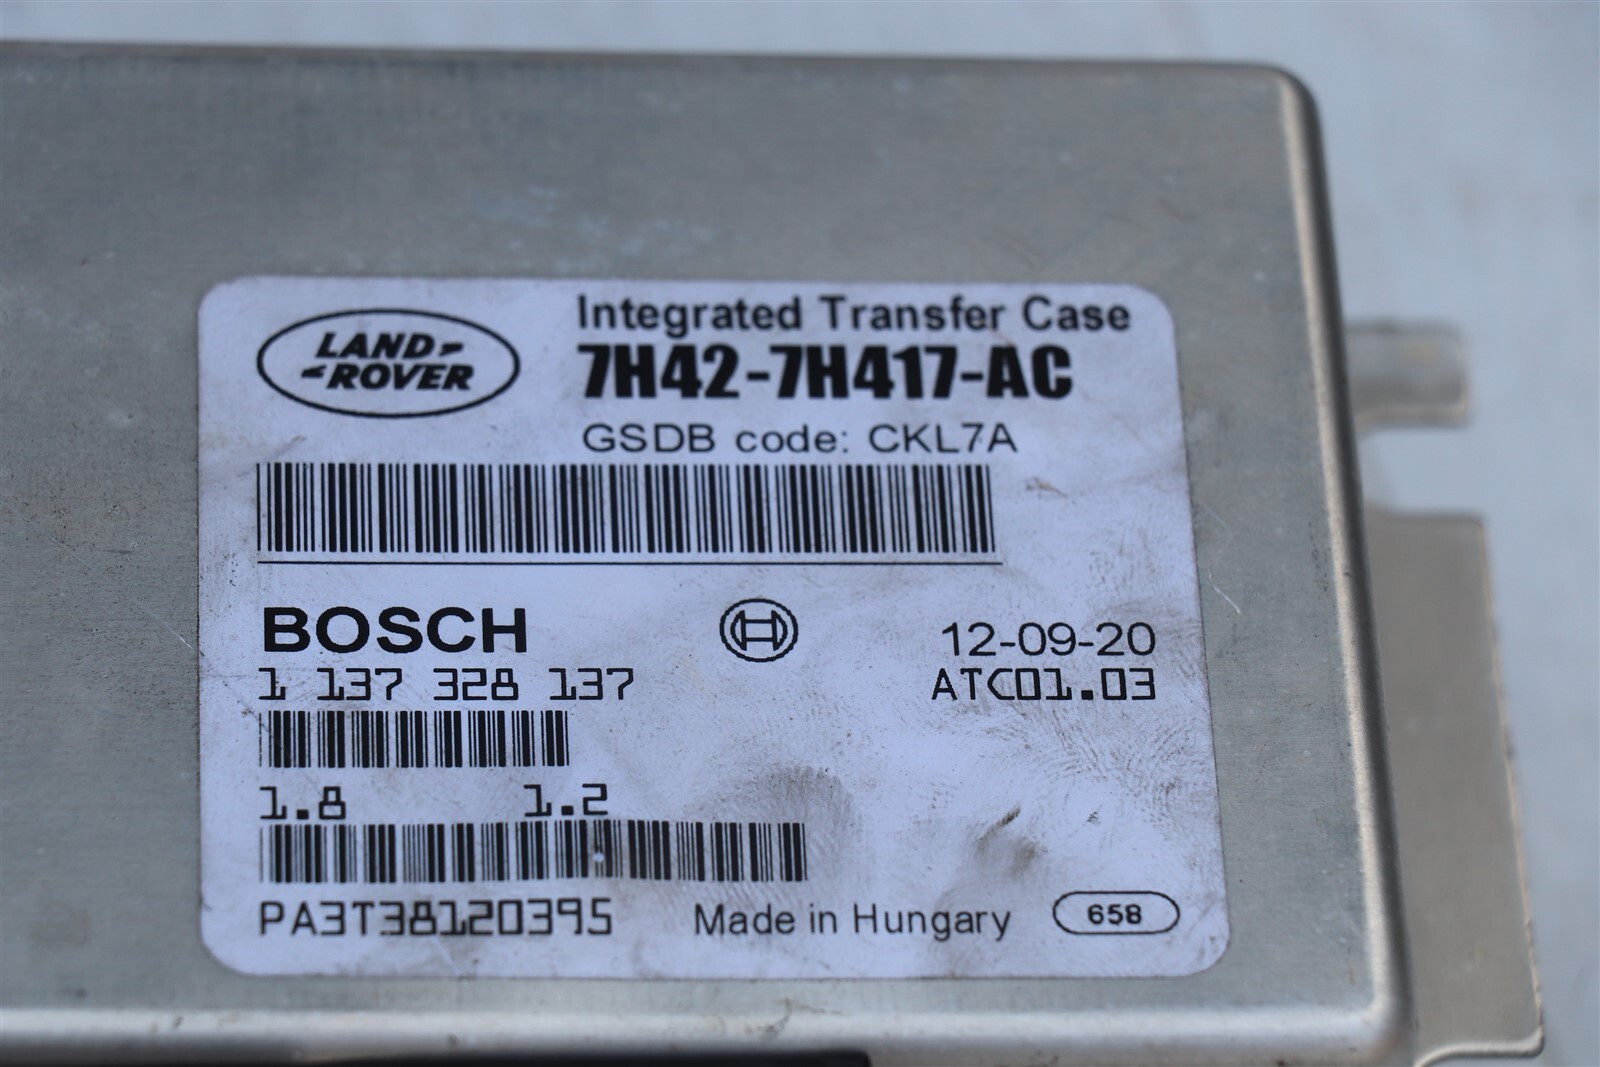 LAND ROVER
Integrated Transfer Case
7H42-7H417-AC
GSDB code: CKL7A
BOSCH
12-09-20
1 137 328 137
ATC01.03
1.8 1.2
PA3T38120395
Made in Hungary
658